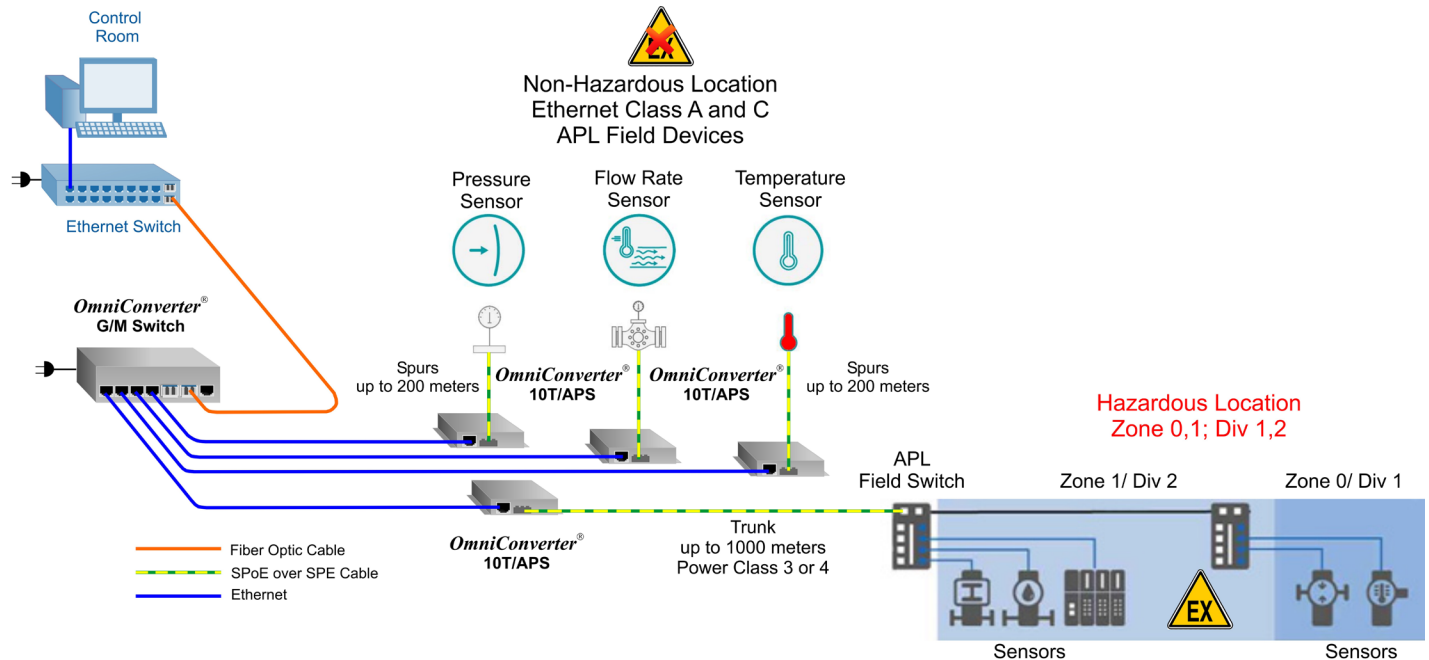 Control
Room
EX
Non-Hazardous Location
Ethernet Class A and C
APL Field Devices
Pressure
Sensor
Flow Rate
Sensor
Temperature
Sensor
Ethernet Switch
OmniConverter®
G/M Switch
Spurs
up to 200 meters
OmniConverter®
10T/APS
OmniConverter®
10T/APS
Spurs
up to 200 meters
Hazardous Location
Zone 0,1; Div 1,2
APL
Field Switch
Zone 1/ Div 2
Zone 0/ Div 1
OmniConverter®
10T/APS
Trunk
up to 1000 meters
Power Class 3 or 4
Fiber Optic Cable
SPoE over SPE Cable
Ethernet
EX
Sensors
Sensors